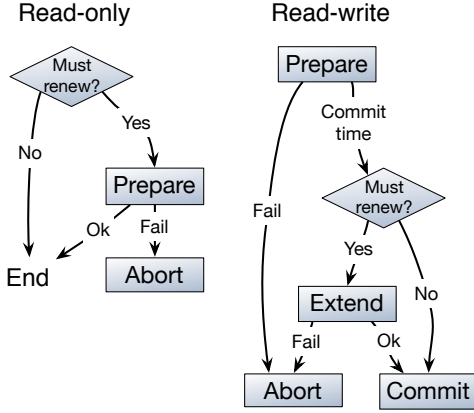 Read-only
Must
renew?
No
Yes
Prepare
Ok
Fail
End
Abort
Read-write
Prepare
Commit
time
Must
renew?
Fail
Yes
No
Extend
Fail
Ok
Abort
Commit